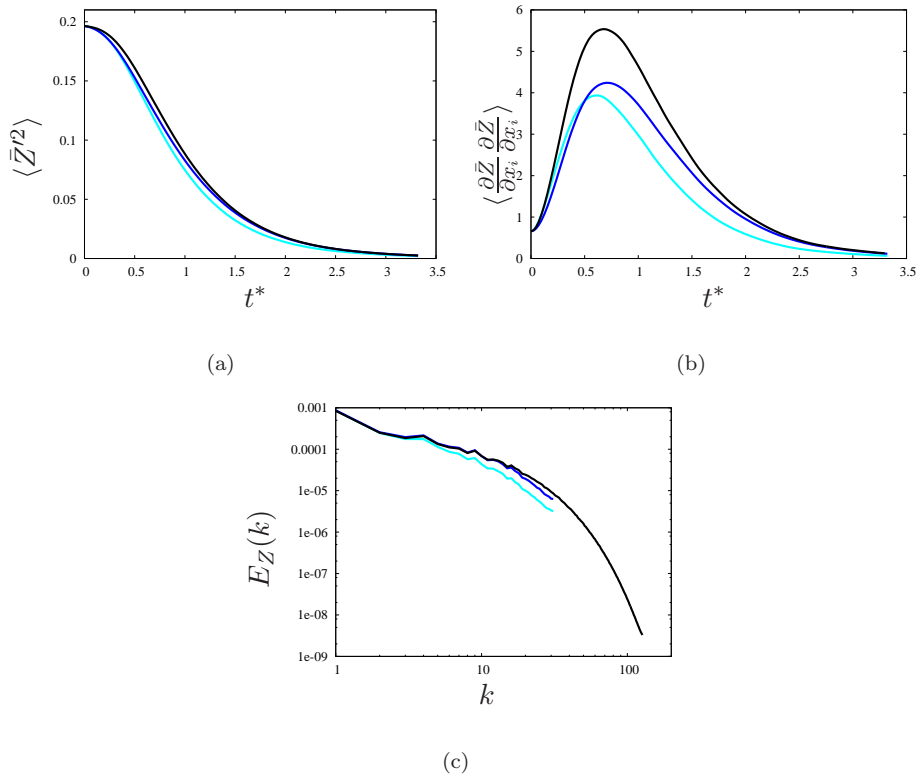 0.2
0.15
0.1
0.05
0
⟨Z̄′²⟩
0 0.5 1 1.5 2 2.5 3 3.5
t*
(a)
6
5
4
3
2
1
0
⟨∂Z̄/∂xᵢ ∂Z̄/∂xᵢ⟩
0 0.5 1 1.5 2 2.5 3 3.5
t*
(b)
0.001
0.0001
1e-05
1e-06
1e-07
1e-08
1e-09
E_Z(k)
1 10 100
k
(c)